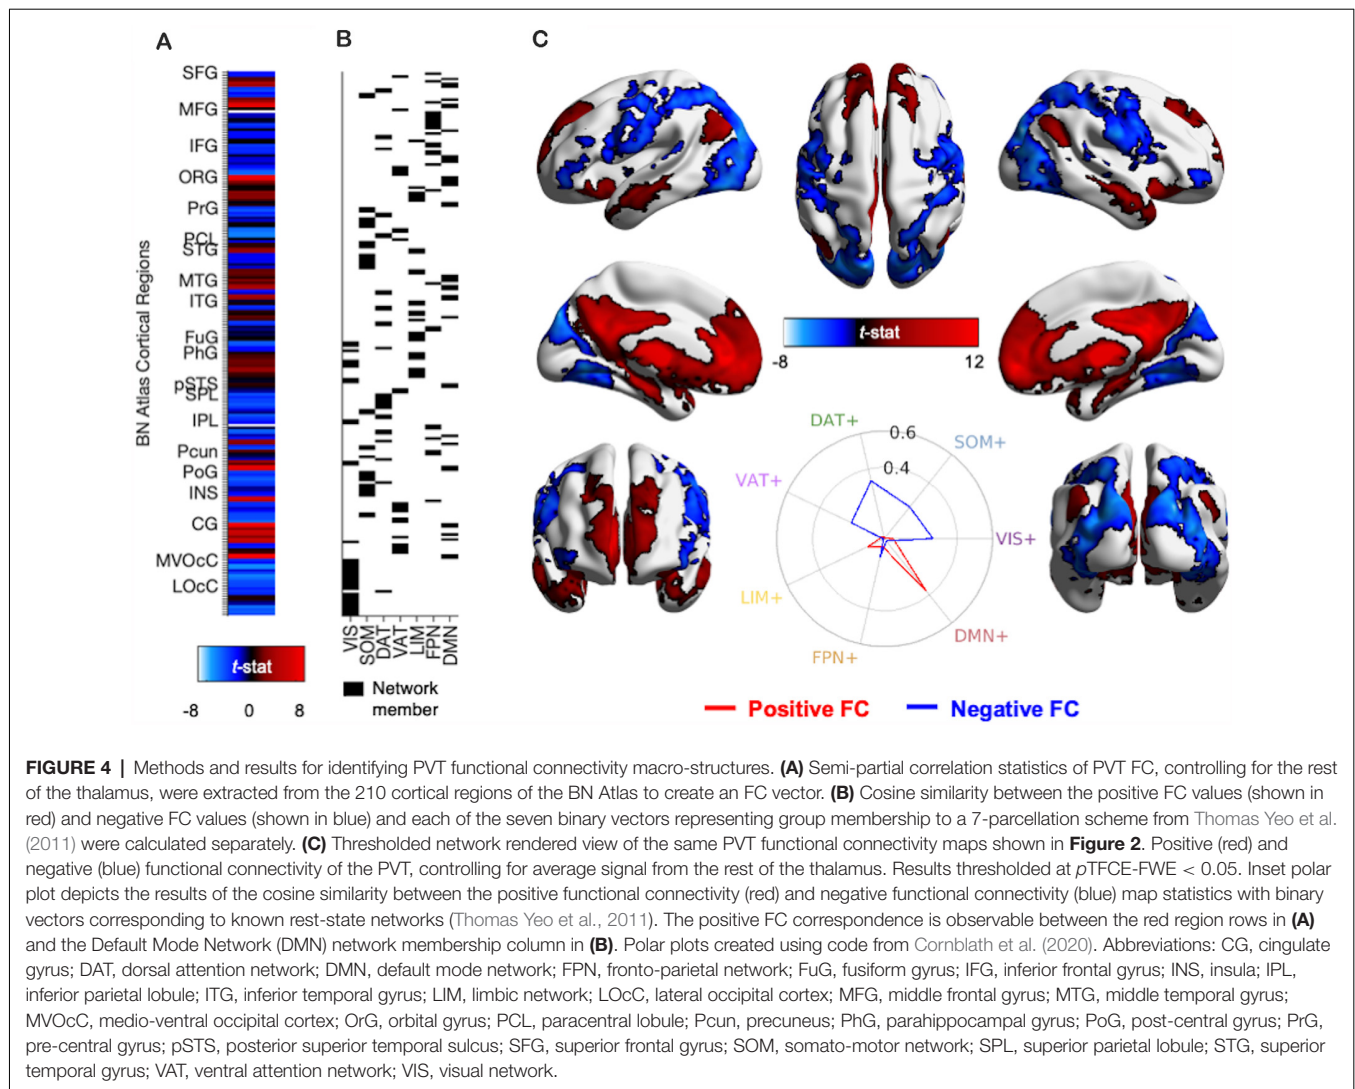 A
B
C
BN Atlas Cortical Regions
SFG
MFG
IFG
ORG
PrG
PCL
STG
MTG
ITG
FuG
PhG
pSTS
SPL
IPL
Pcun
PoG
INS
CG
MVOcC
LOcC
t-stat
-8 0 8
VIS
SOM
DAT
VAT
LIM
FPN
DMN
Network
member
t-stat
-8 12
DAT+
0.6
SOM+
0.4
VAT+
VIS+
LIM+
DMN+
FPN+
Positive FC Negative FC
FIGURE 4 | Methods and results for identifying PVT functional connectivity macro-structures. (A) Semi-partial correlation statistics of PVT FC, controlling for the rest
of the thalamus, were extracted from the 210 cortical regions of the BN Atlas to create an FC vector. (B) Cosine similarity between the positive FC values (shown in
red) and negative FC values (shown in blue) and each of the seven binary vectors representing group membership to a 7-parcellation scheme from Thomas Yeo et al.
(2011) were calculated separately. (C) Thresholded network rendered view of the same PVT functional connectivity maps shown in Figure 2. Positive (red) and
negative (blue) functional connectivity of the PVT, controlling for average signal from the rest of the thalamus. Results thresholded at pTFCE-FWE < 0.05. Inset polar
plot depicts the results of the cosine similarity between the positive functional connectivity (red) and negative functional connectivity (blue) map statistics with binary
vectors corresponding to known rest-state networks (Thomas Yeo et al., 2011). The positive FC correspondence is observable between the red region rows in (A)
and the Default Mode Network (DMN) network membership column in (B). Polar plots created using code from Cornblath et al. (2020). Abbreviations: CG, cingulate
gyrus; DAT, dorsal attention network; DMN, default mode network; FPN, fronto-parietal network; FuG, fusiform gyrus; IFG, inferior frontal gyrus; INS, insula; IPL,
inferior parietal lobule; ITG, inferior temporal gyrus; LIM, limbic network; LOcC, lateral occipital cortex; MFG, middle frontal gyrus; MTG, middle temporal gyrus;
MVOcC, medio-ventral occipital cortex; OrG, orbital gyrus; PCL, paracentral lobule; Pcun, precuneus; PhG, parahippocampal gyrus; PoG, post-central gyrus; PrG,
pre-central gyrus; pSTS, posterior superior temporal sulcus; SFG, superior frontal gyrus; SOM, somato-motor network; SPL, superior parietal lobule; STG, superior
temporal gyrus; VAT, ventral attention network; VIS, visual network.